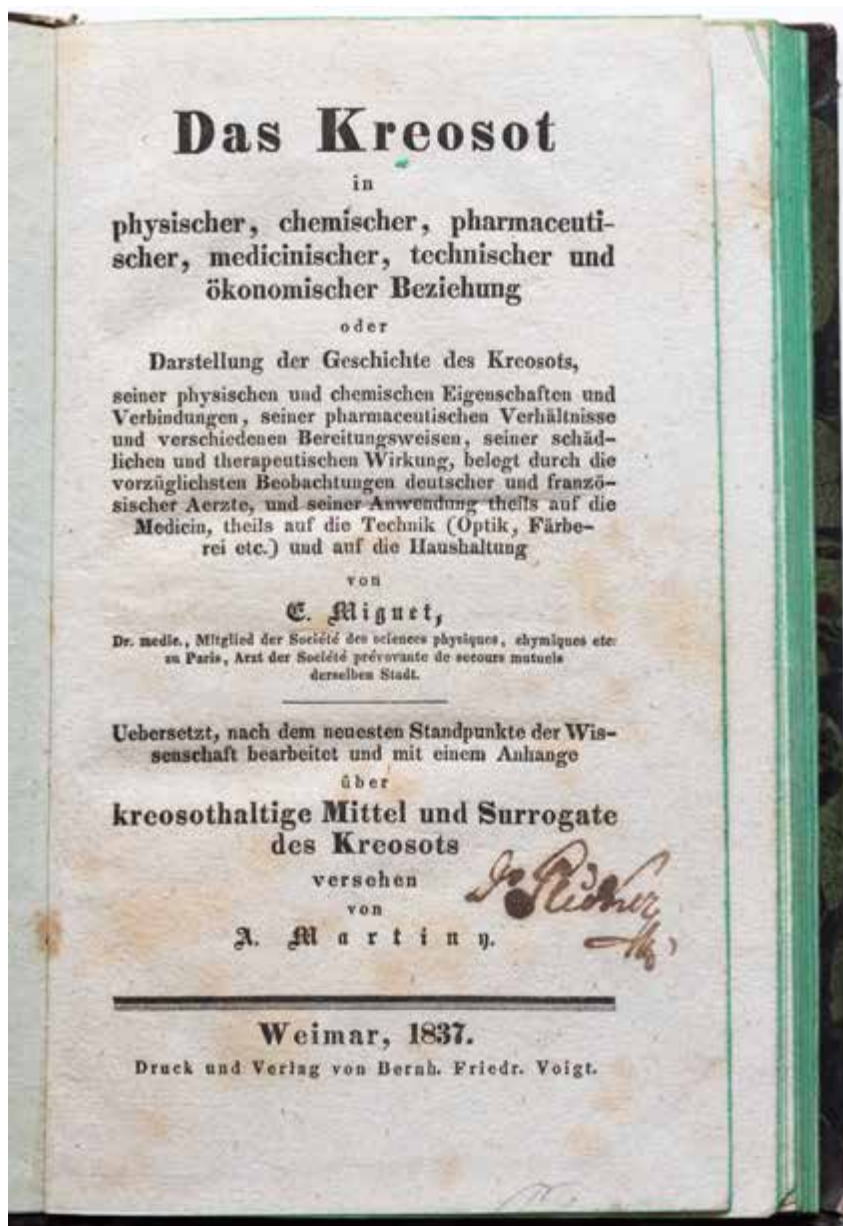 Das Kreosot
in
physischer, chemischer, pharmaceuti-
scher, medicinischer, technischer und
ökonomischer Beziehung
oder
Darstellung der Geschichte des Kreosots,
seiner physischen und chemischen Eigenschaften und
Verbindungen, seiner pharmaceutischen Verhältnisse
und verschiedenen Bereitungsweisen, seiner schäd-
lichen und therapeutischen Wirkung, belegt durch die
vorzüglichsten Beobachtungen deutscher und franzö-
sischer Aerzte, und seiner Anwendung theils auf die
Medicin, theils auf die Technik (Optik, Färbe-
rei etc.) und auf die Haushaltung
von
E. Miguet,
Dr. medic., Mitglied der Société des sciences physiques, chymiques etc.
zu Paris, Arzt der Société prévoyante de secours mutuels
derselben Stadt.
Uebersetzt, nach dem neuesten Standpunkte der Wis-
senschaft bearbeitet und mit einem Anhange
über
kreosothaltige Mittel und Surrogate
des Kreosots
versehen
von
A. Martiny.
Weimar, 1837.
Druck und Verlag von Bernh. Friedr. Voigt.